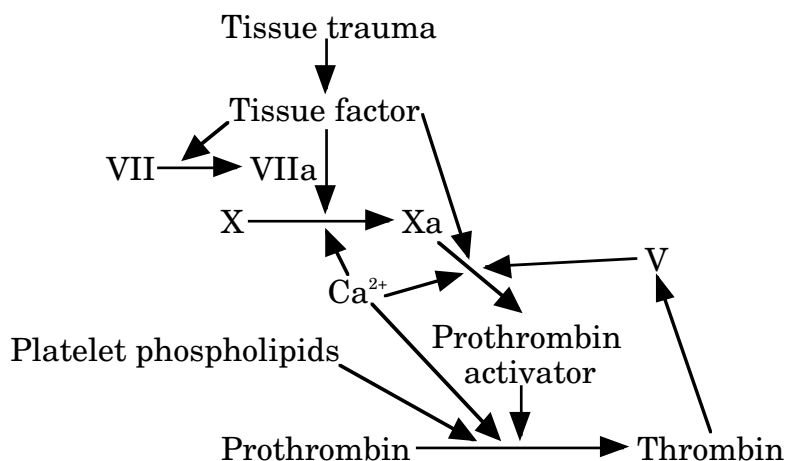 Tissue trauma
Tissue factor
VII
VIIa
X
Xa
Ca²⁺
V
Platelet phospholipids
Prothrombin
activator
Prothrombin
Thrombin